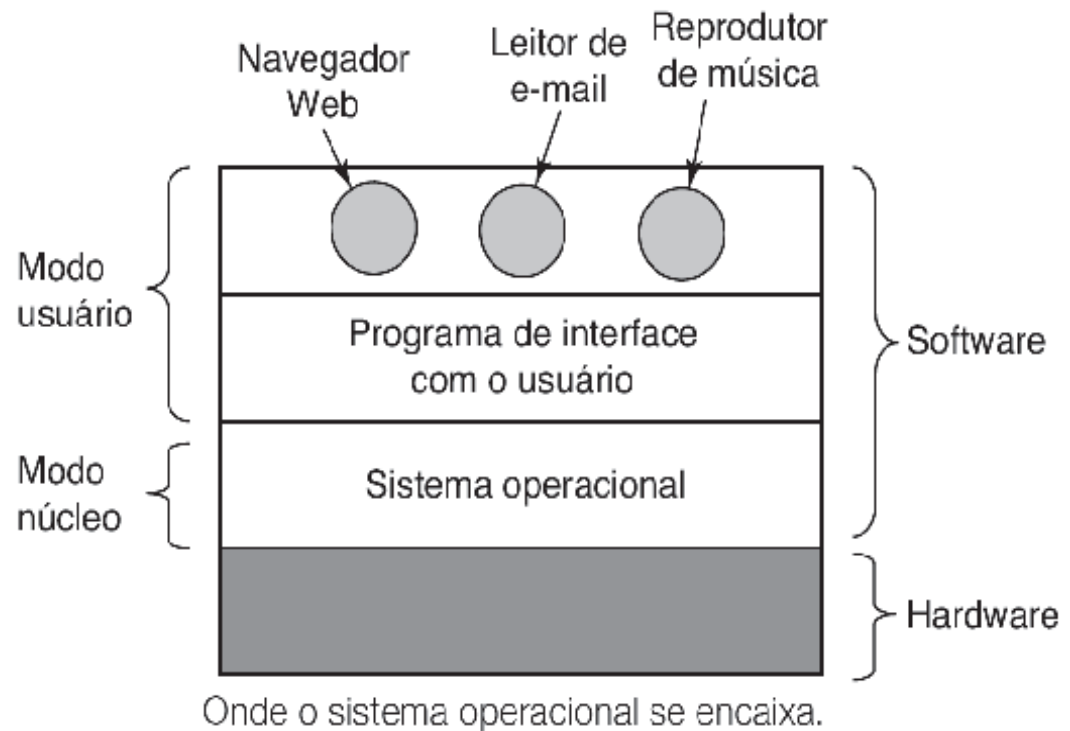 Navegador
Web
Leitor de
e-mail
Reprodutor
de música
Modo
usuário
Programa de interface
com o usuário
Software
Modo
núcleo
Sistema operacional
Hardware
Onde o sistema operacional se encaixa.